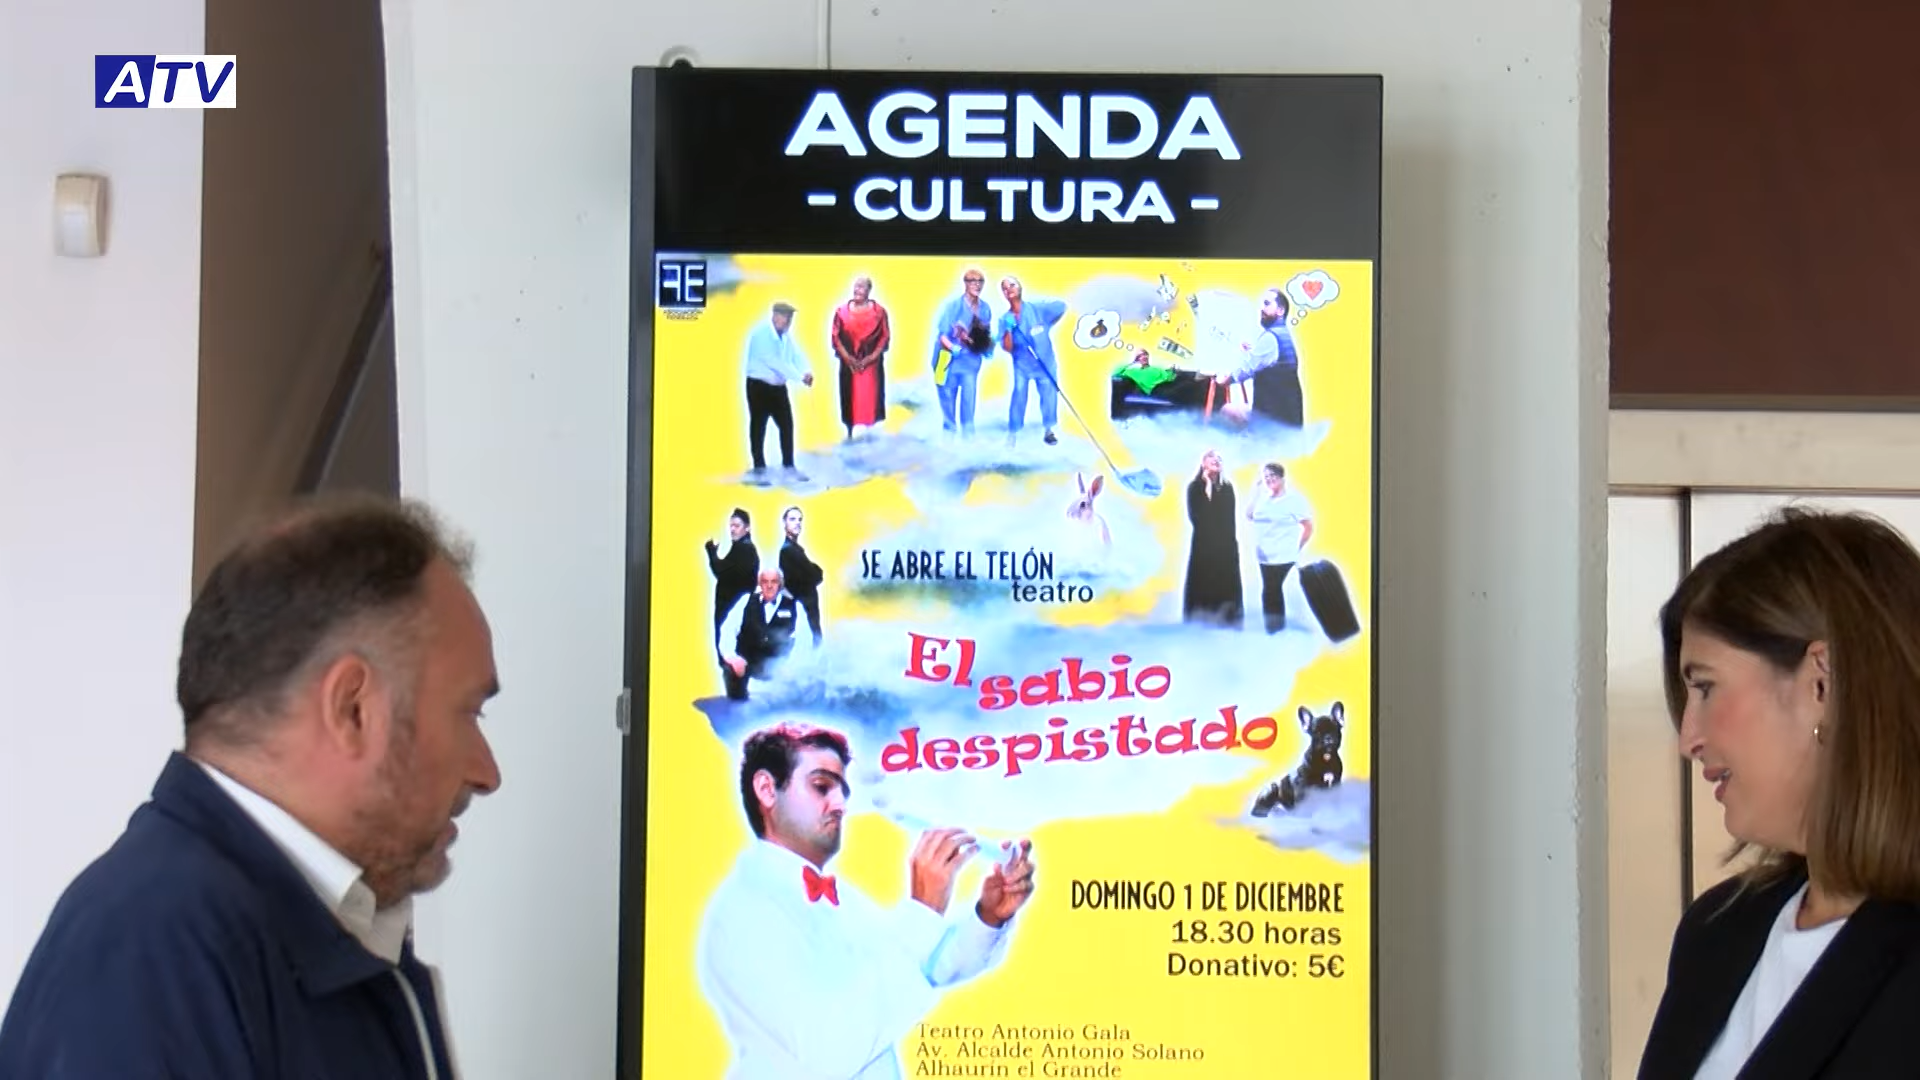 ATV
AGENDA
- CULTURA -
FE
SE ABRE EL TELÓN
teatro
El sabio
despistado
DOMINGO 1 DE DICIEMBRE
18.30 horas
Donativo: 5€
Teatro Antonio Gala
Av. Alcalde Antonio Solano
Alhaurín el Grande